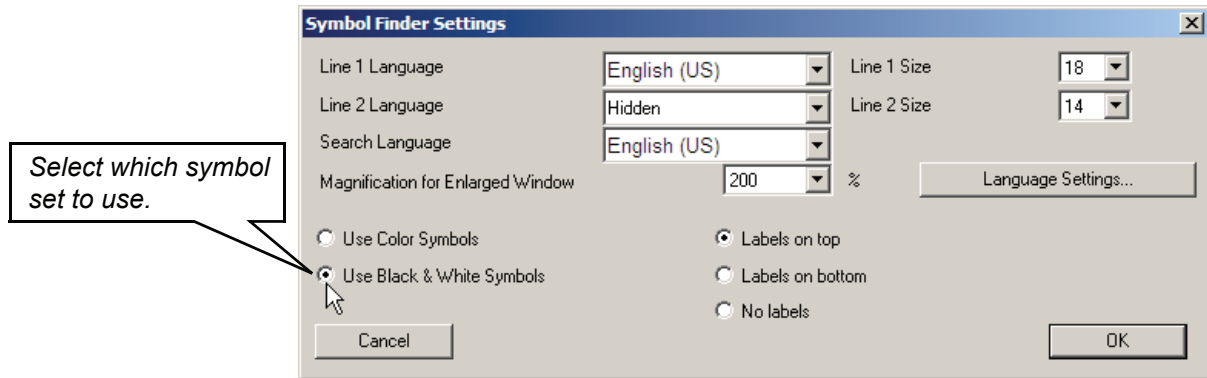 Symbol Finder Settings
Line 1 Language
English (US)
Line 1 Size
18
Line 2 Language
Hidden
Line 2 Size
14
Search Language
English (US)
Magnification for Enlarged Window
200
%
Language Settings...
Select which symbol
set to use.
Use Color Symbols
Labels on top
Use Black & White Symbols
Labels on bottom
No labels
Cancel
OK